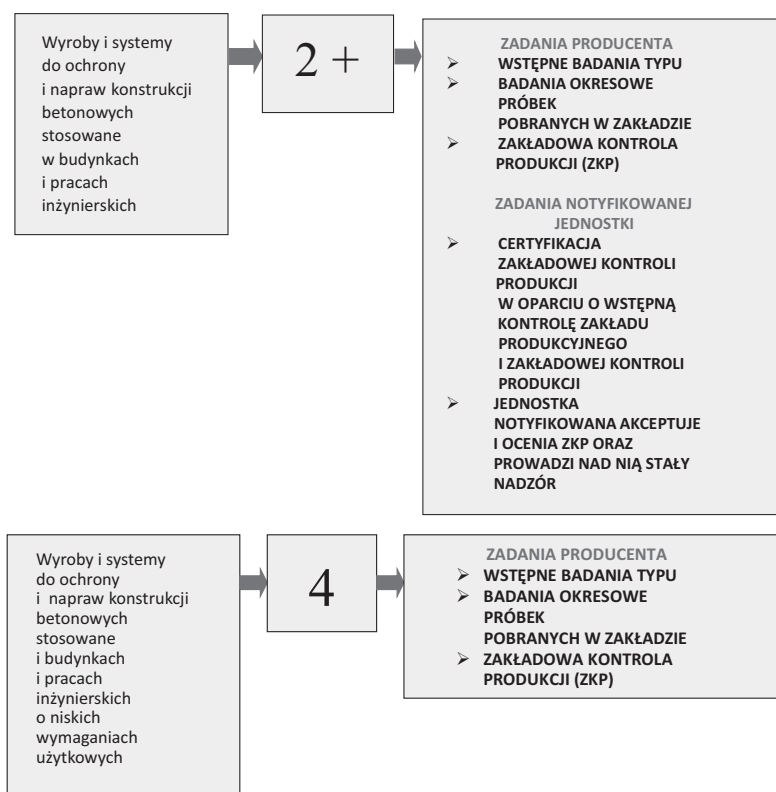 Wyroby i systemy
do ochrony
i napraw konstrukcji
betonowych
stosowane
w budynkach
i pracach
inżynierskich
2 +
ZADANIA PRODUCENTA
➢ WSTĘPNE BADANIA TYPU
➢ BADANIA OKRESOWE
PRÓBEK
POBRANYCH W ZAKŁADZIE
➢ ZAKŁADOWA KONTROLA
PRODUKCJI (ZKP)
ZADANIA NOTYFIKOWANEJ
JEDNOSTKI
➢ CERTYFIKACJA
ZAKŁADOWEJ KONTROLI
PRODUKCJI
W OPARCIU O WSTĘPNĄ
KONTROLĘ ZAKŁADU
PRODUKCYJNEGO
I ZAKŁADOWEJ KONTROLI
PRODUKCJI
➢ JEDNOSTKA
NOTYFIKOWANA AKCEPTUJE
I OCENIA ZKP ORAZ
PROWADZI NAD NIĄ STAŁY
NADZÓR
Wyroby i systemy
do ochrony
i napraw konstrukcji
betonowych
stosowane
i budynkach
i pracach
inżynierskich
o niskich
wymaganiach
użytkowych
4
ZADANIA PRODUCENTA
➢ WSTĘPNE BADANIA TYPU
➢ BADANIA OKRESOWE
PRÓBEK
POBRANYCH W ZAKŁADZIE
➢ ZAKŁADOWA KONTROLA
PRODUKCJI (ZKP)